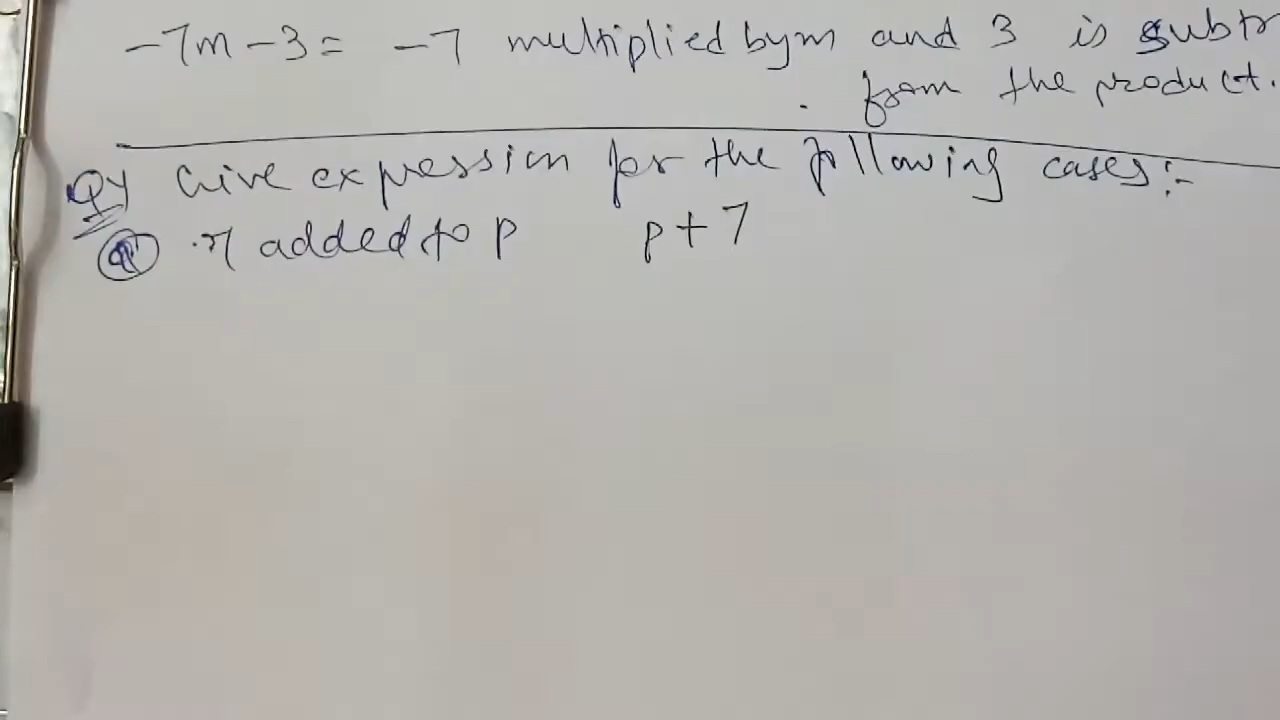 -7m-3= -7 multiplied by m and 3 is subtr
from the product.
Q4 Give expression for the following cases:-
(a) 7 added to p p+7